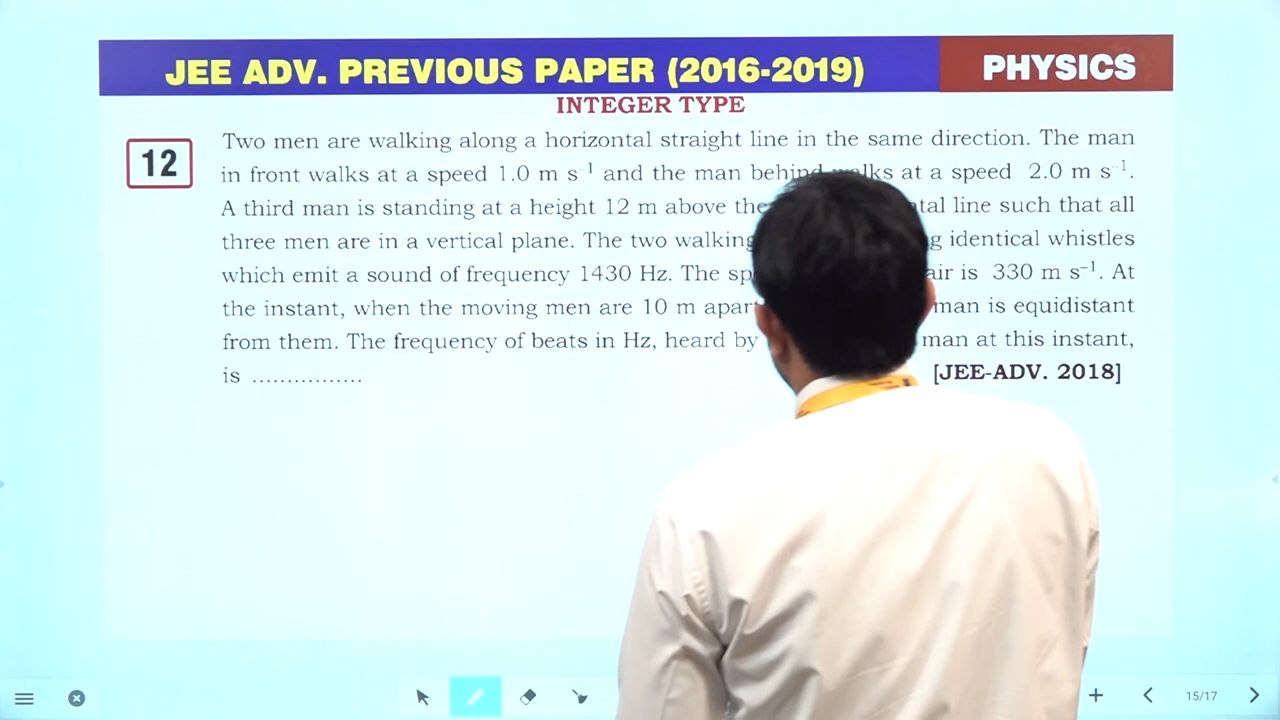 JEE ADV. PREVIOUS PAPER (2016-2019) PHYSICS
INTEGER TYPE
12
Two men are walking along a horizontal straight line in the same direction. The man
in front walks at a speed 1.0 m s⁻¹ and the man behind walks at a speed 2.0 m s⁻¹.
A third man is standing at a height 12 m above the line such that all
three men are in a vertical plane. The two walking identical whistles
which emit a sound of frequency 1430 Hz. The air is 330 m s⁻¹. At
the instant, when the moving men are 10 m apart man is equidistant
from them. The frequency of beats in Hz, heard by man at this instant,
is ................
[JEE-ADV. 2018]
15/17